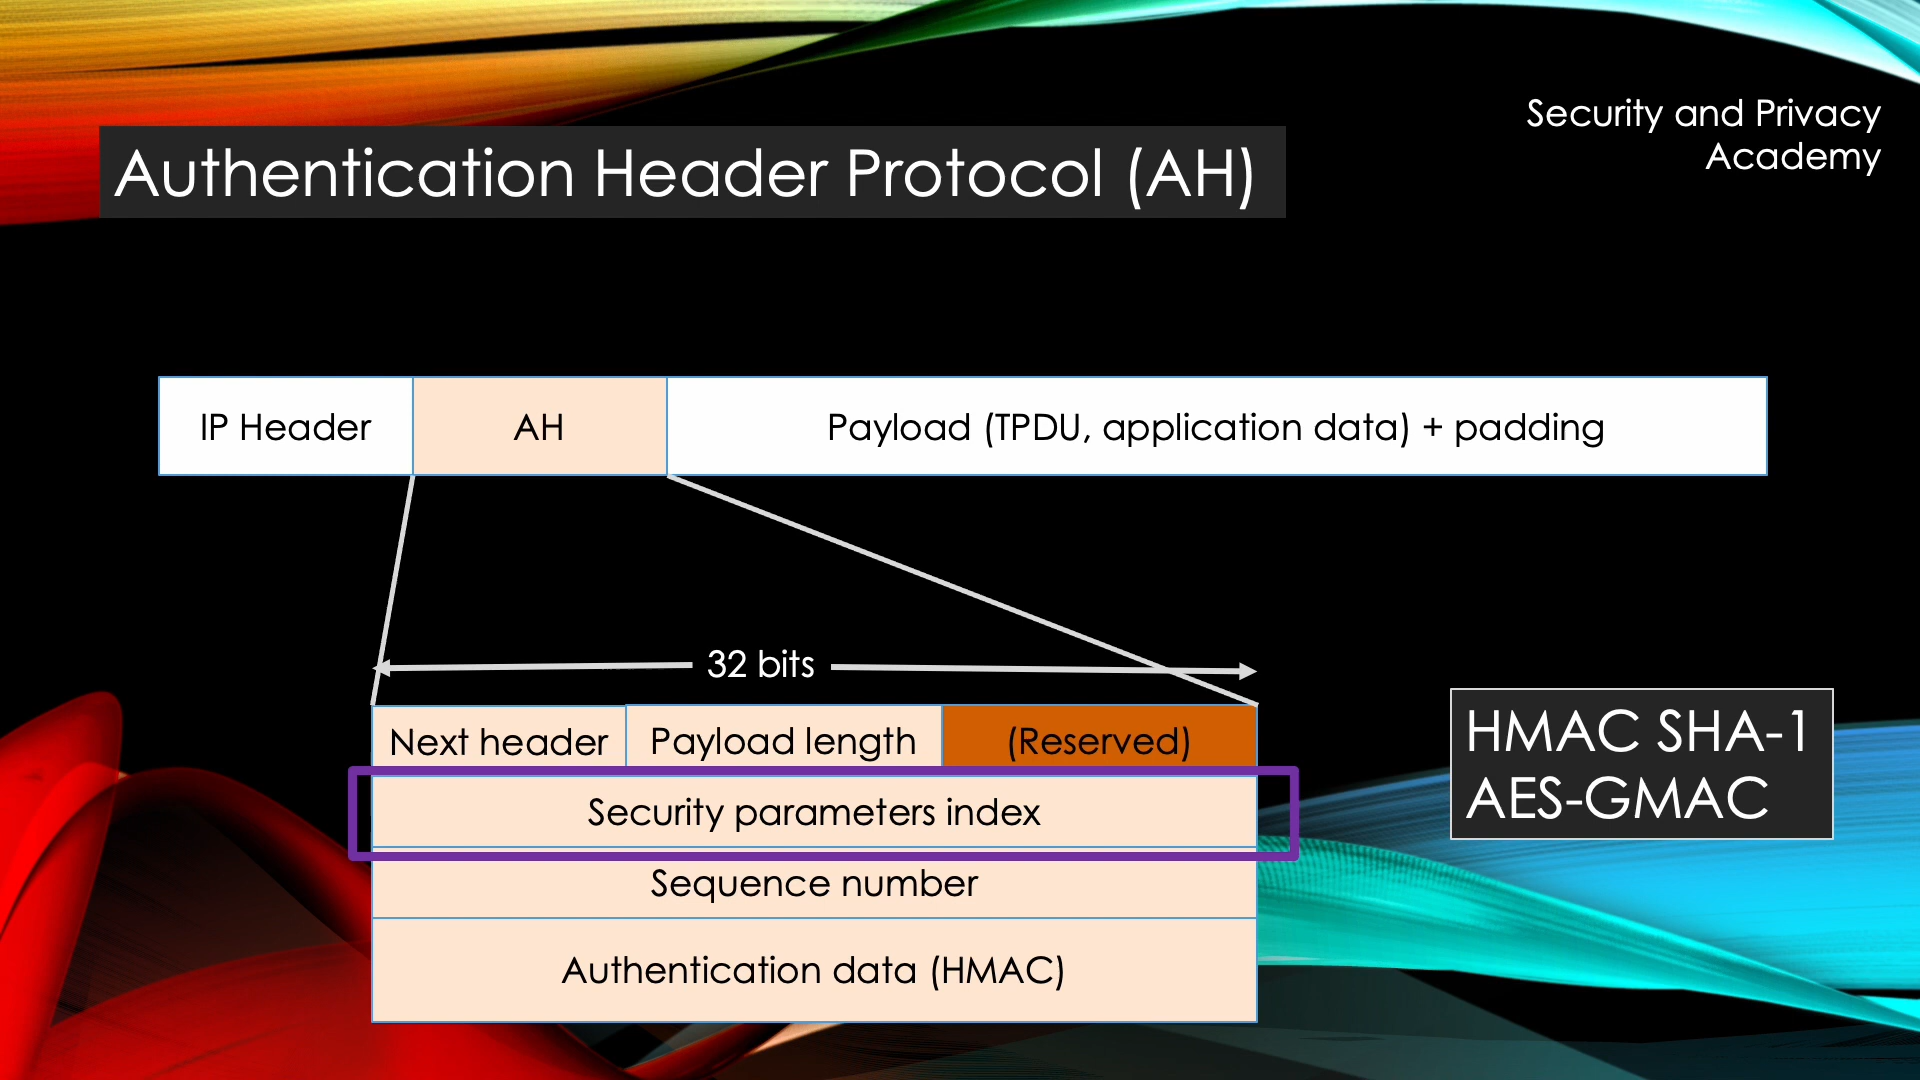 Security and Privacy
Academy
Authentication Header Protocol (AH)
IP Header
AH
Payload (TPDU, application data) + padding
32 bits
Next header
Payload length
(Reserved)
Security parameters index
Sequence number
Authentication data (HMAC)
HMAC SHA-1
AES-GMAC